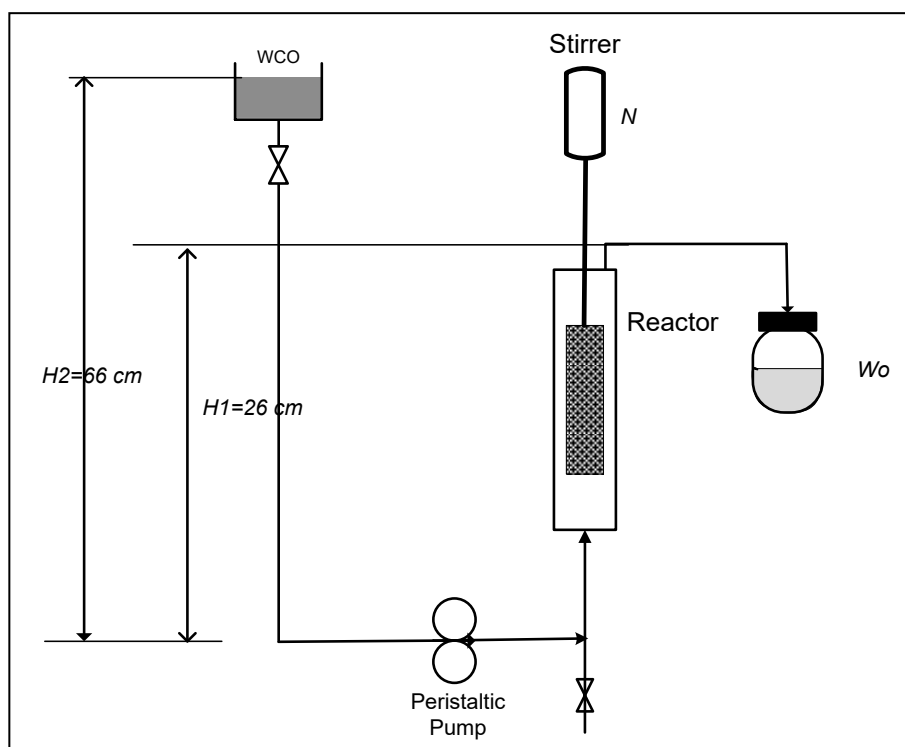 Stirrer
WCO
N
Reactor
H2=66 cm
H1=26 cm
Wo
Peristaltic
Pump